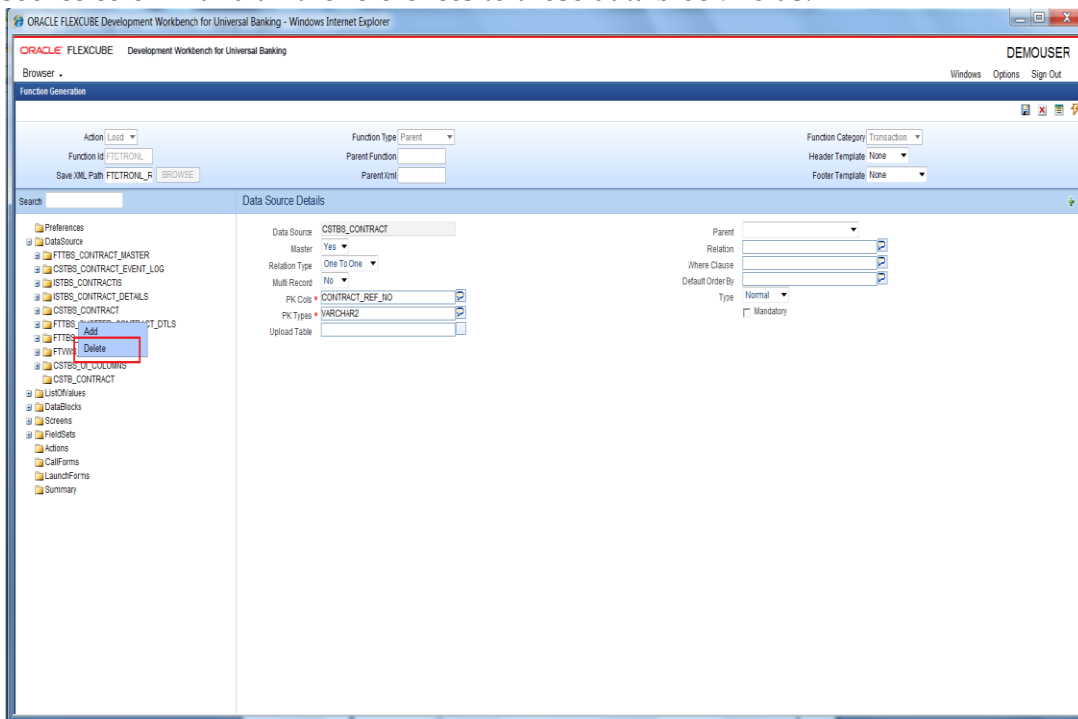 ORACLE FLEXCUBE Development Workbench for Universal Banking - Windows Internet Explorer
ORACLE FLEXCUBE Development Workbench for Universal Banking
DEMOUSER
Browser
Windows Options Sign Out
Function Generation
Action Load Function Type Parent Function Category Transaction
Function Id FTCTRONL Parent Function Header Template None
Save XML Path FTCTRONL_R BROWSE Parent Xml Footer Template None
Search
Data Source Details
Preferences
DataSource
FTTBS_CONTRACT_MASTER
CSTBS_CONTRACT_EVENT_LOG
ISTBS_CONTRACTIS
ISTBS_CONTRACT_DETAILS
CSTBS_CONTRACT
CT_DTLS
FTTBS_
FTVWS
CSTBS_UI_COLUMNS
CSTB_CONTRACT
ListOfValues
DataBlocks
Screens
FieldSets
Actions
CallForms
LaunchForms
Summary
Add
Delete
Data Source CSTBS_CONTRACT Parent
Master Yes Relation
Relation Type One To One Where Clause
Multi Record No Default Order By
PK Cols * CONTRACT_REF_NO Type Normal
PK Types * VARCHAR2 Mandatory
Upload Table